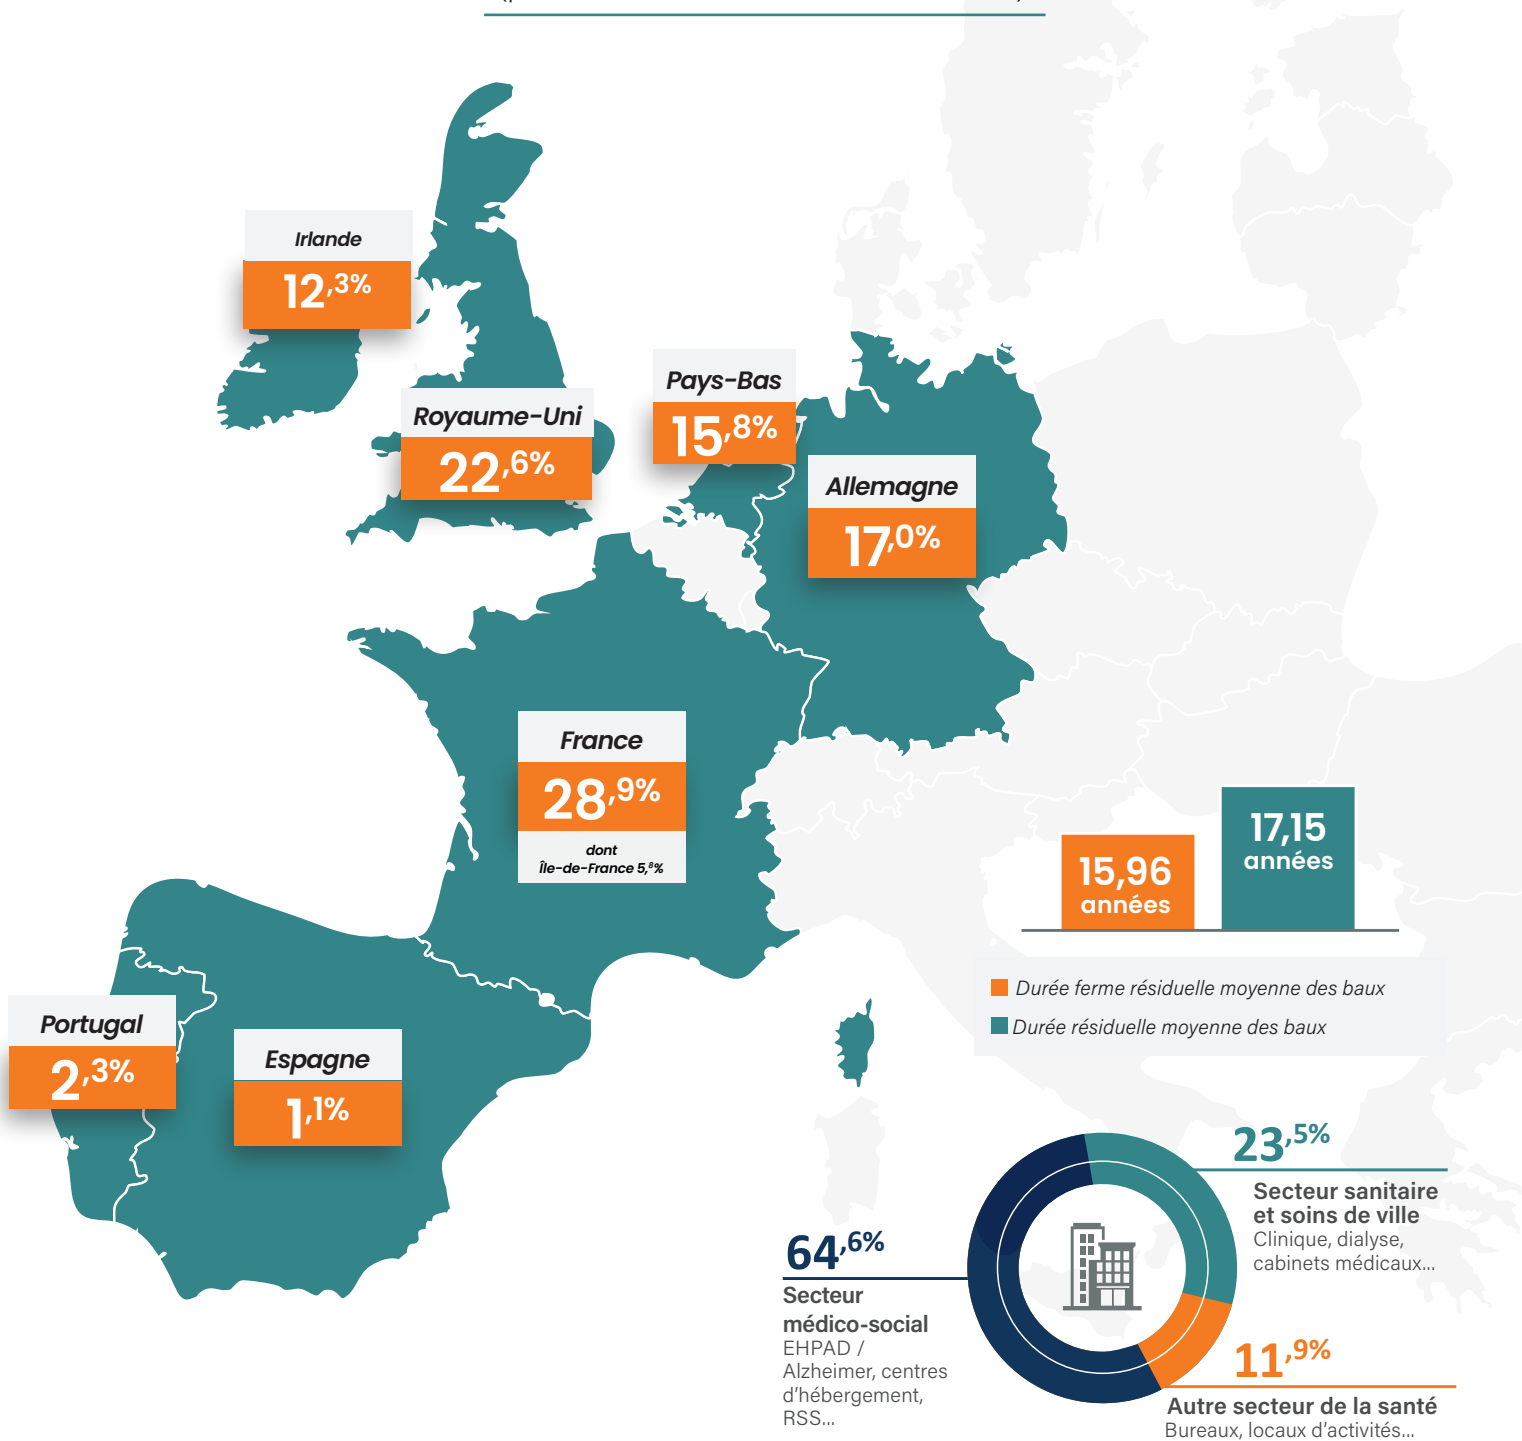 Irlande
12,3%
Royaume-Uni
22,6%
Pays-Bas
15,8%
Allemagne
17,0%
France
28,9%
dont
Île-de-France 5,8%
Portugal
2,3%
Espagne
1,1%
15,96
années
17,15
années
Durée ferme résiduelle moyenne des baux
Durée résiduelle moyenne des baux
23,5%
Secteur sanitaire
et soins de ville
Clinique, dialyse,
cabinets médicaux...
64,6%
Secteur
médico-social
EHPAD /
Alzheimer, centres
d'hébergement,
RSS...
11,9%
Autre secteur de la santé
Bureaux, locaux d'activités...